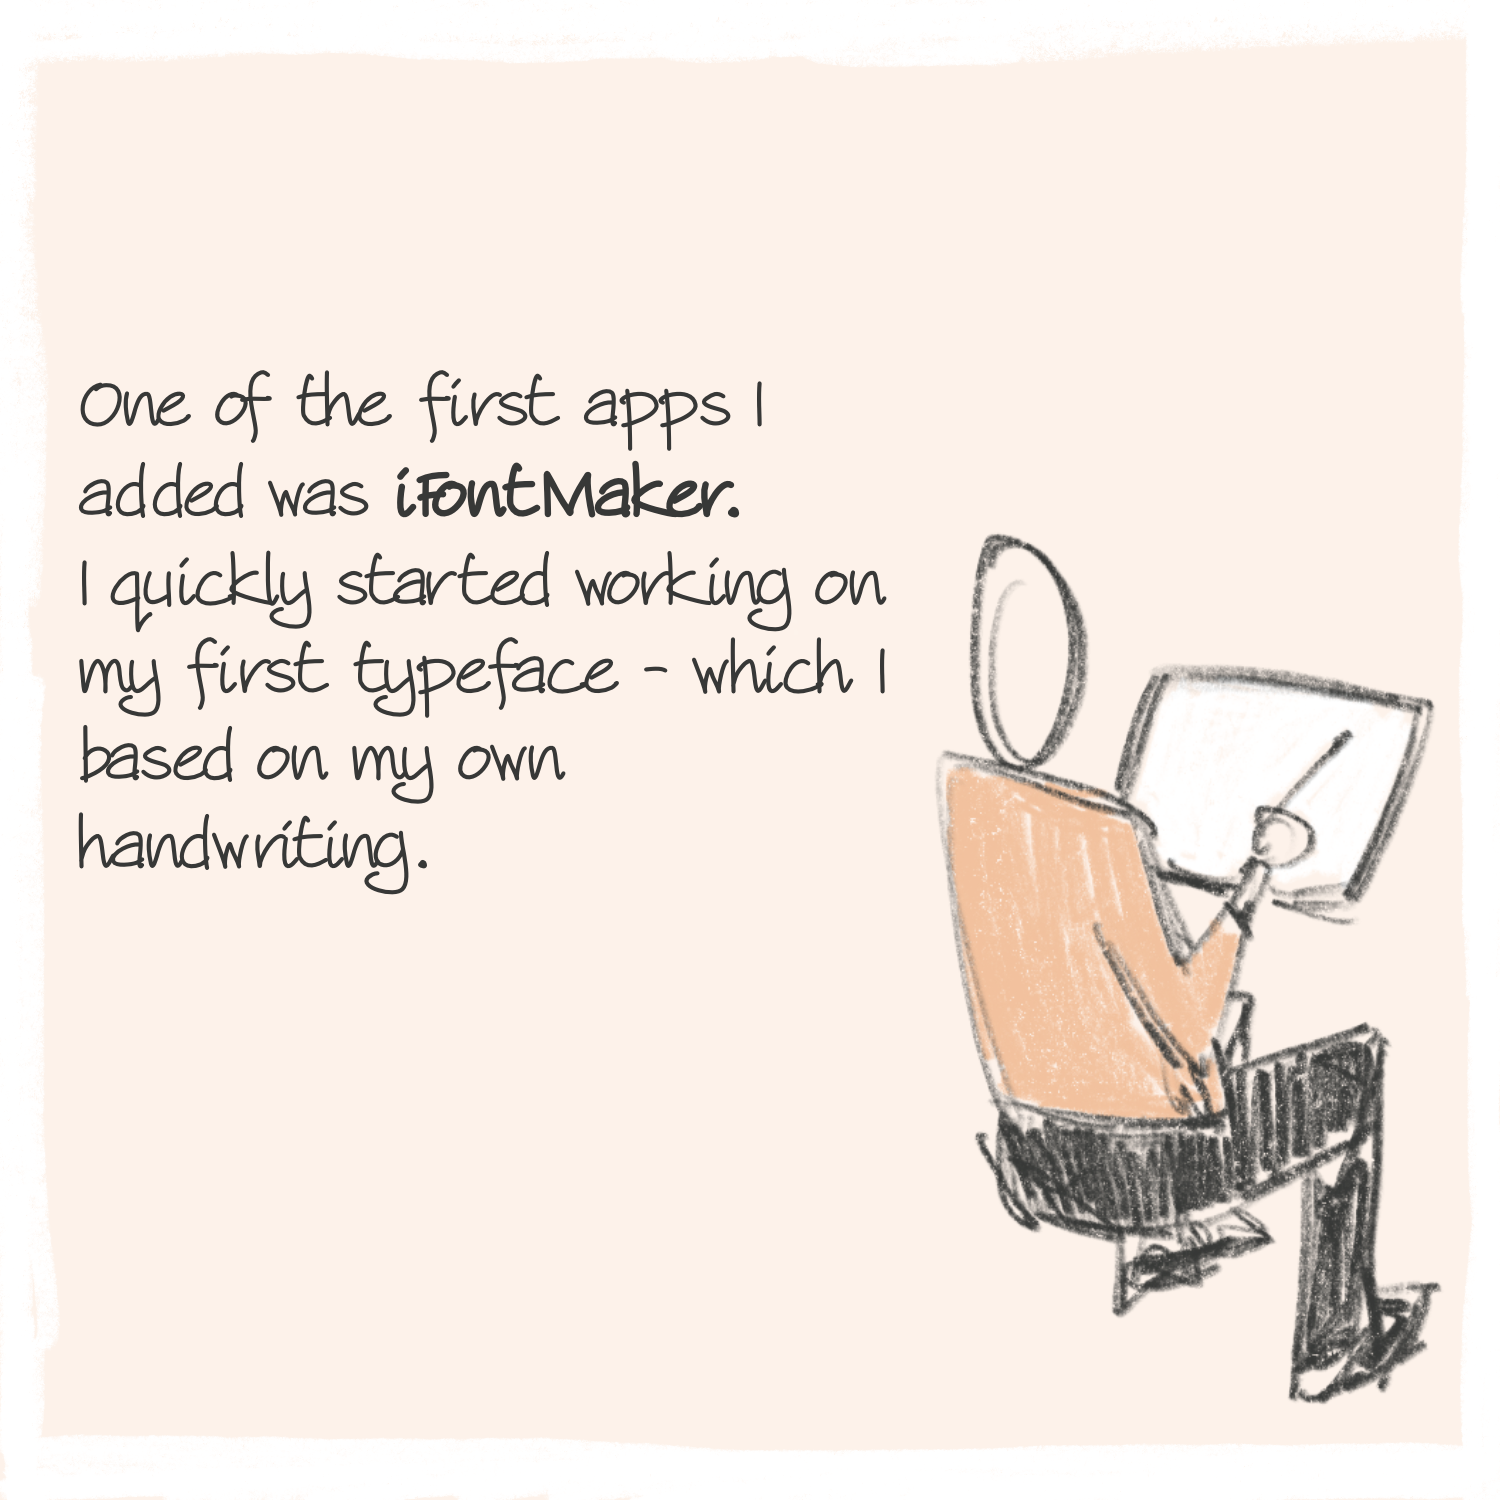 One of the first apps I
added was iFontMaker.
I quickly started working on
my first typeface - which I
based on my own
handwriting.